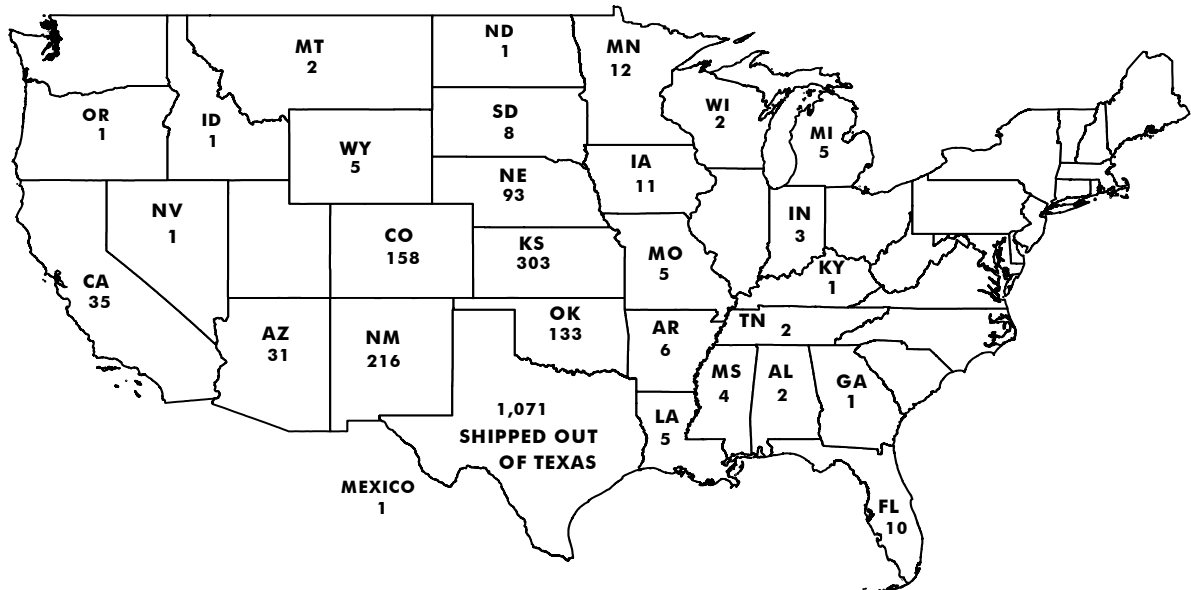 MT
2
ND
1
MN
12
OR
1
ID
1
WY
5
SD
8
WI
2
MI
5
NE
93
IA
11
NV
1
CO
158
KS
303
MO
5
IN
3
KY
1
CA
35
AZ
31
NM
216
OK
133
AR
6
TN 2
MS
4
AL
2
GA
1
1,071
SHIPPED OUT
OF TEXAS
LA
5
MEXICO
1
FL
10